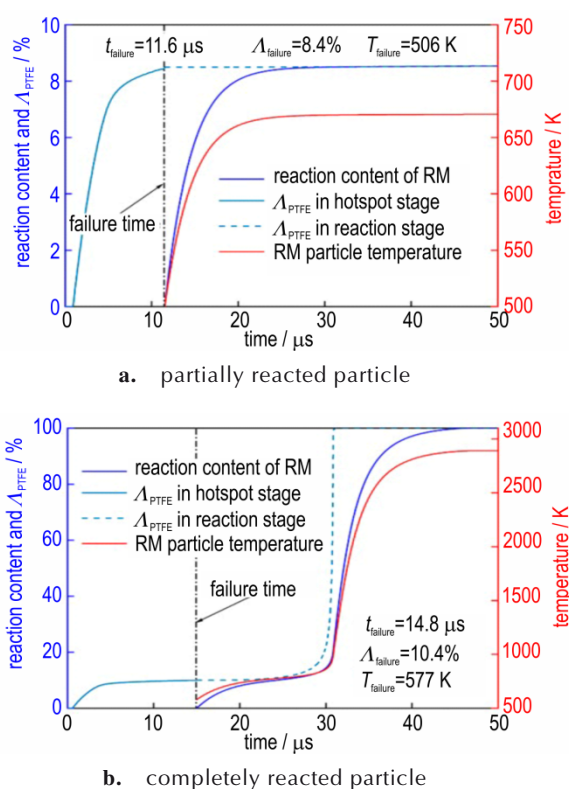 t_failure=11.6 μs Λ_failure=8.4% T_failure=506 K
reaction content and Λ_PTFE / %
10
8
6
4
2
0
failure time
reaction content of RM
Λ_PTFE in hotspot stage
Λ_PTFE in reaction stage
RM particle temperature
750
700
650
600
550
500
temprature / K
0 10 20 30 40 50
time / μs
a. partially reacted particle
reaction content and Λ_PTFE / %
100
80
60
40
20
0
reaction content of RM
Λ_PTFE in hotspot stage
Λ_PTFE in reaction stage
RM particle temperature
failure time
t_failure=14.8 μs
Λ_failure=10.4%
T_failure=577 K
3000
2500
2000
1500
1000
500
temperature / K
0 10 20 30 40 50
time / μs
b. completely reacted particle